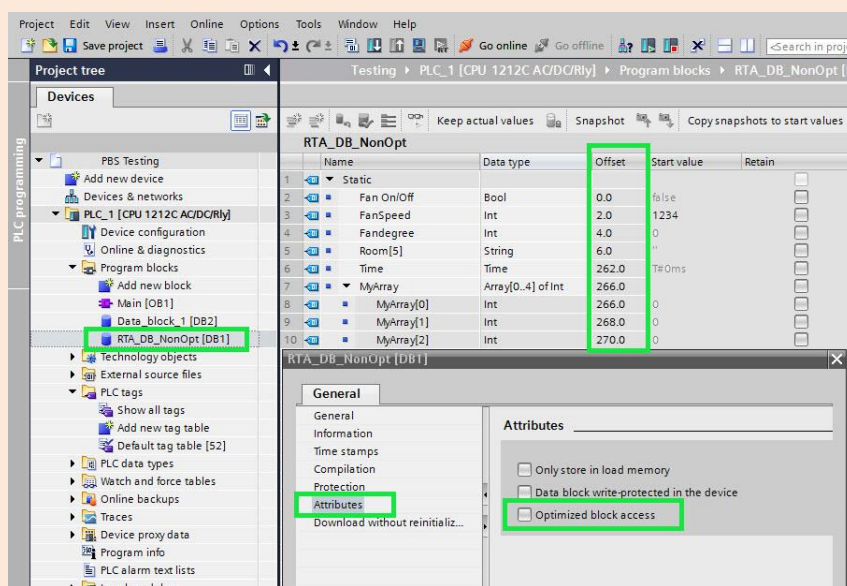 Project Edit View Insert Online Options Tools Window Help
Save project Go online Go offline <Search in proj
Project tree
Testing PLC_1 [CPU 1212C AC/DC/Rly] Program blocks RTA_DB_NonOpt [
Devices
Keep actual values Snapshot Copy snapshots to start values
RTA_DB_NonOpt
Name Data type Offset Start value Retain
1 Static
2 Fan On/Off Bool 0.0 false
3 FanSpeed Int 2.0 1234
4 Fandegree Int 4.0 0
5 Room[5] String 6.0 ''
6 Time Time 262.0 T#0ms
7 MyArray Array[0..4] of Int 266.0
8 MyArray[0] Int 266.0 0
9 MyArray[1] Int 268.0 0
10 MyArray[2] Int 270.0 0
PLC programming
PBS Testing
Add new device
Devices & networks
PLC_1 [CPU 1212C AC/DC/Rly]
Device configuration
Online & diagnostics
Program blocks
Add new block
Main [OB1]
Data_block_1 [DB2]
RTA_DB_NonOpt [DB1]
Technology objects
External source files
PLC tags
Show all tags
Add new tag table
Default tag table [52]
PLC data types
Watch and force tables
Online backups
Traces
Device proxy data
Program info
PLC alarm text lists
RTA_DB_NonOpt [DB1]
General
General
Information
Time stamps
Compilation
Protection
Attributes
Download without reinitializ...
Attributes
Only store in load memory
Data block write-protected in the device
Optimized block access